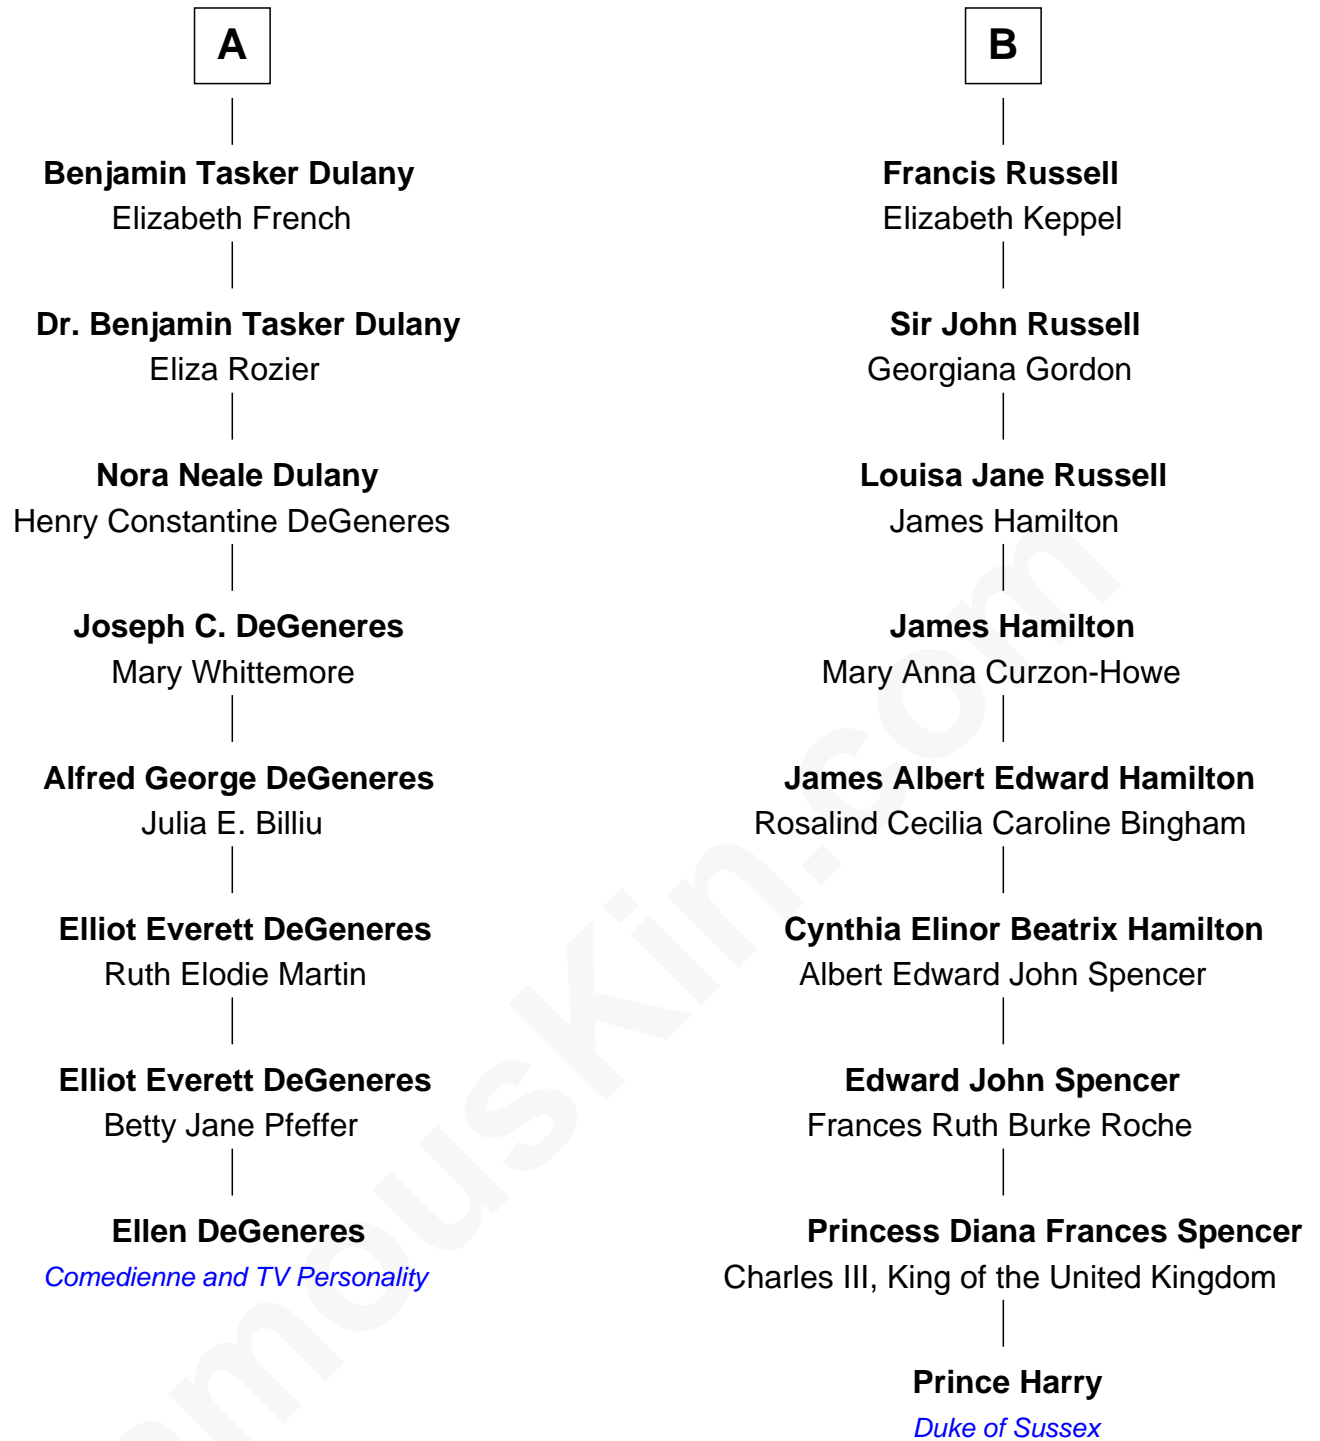 A
Benjamin Tasker Dulany
Elizabeth French
Dr. Benjamin Tasker Dulany
Eliza Rozier
Nora Neale Dulany
Henry Constantine DeGeneres
Joseph C. DeGeneres
Mary Whittemore
Alfred George DeGeneres
Julia E. Billiu
Elliot Everett DeGeneres
Ruth Elodie Martin
Elliot Everett DeGeneres
Betty Jane Pfeffer
Ellen DeGeneres
Comedienne and TV Personality
B
Francis Russell
Elizabeth Keppel
Sir John Russell
Georgiana Gordon
Louisa Jane Russell
James Hamilton
James Hamilton
Mary Anna Curzon-Howe
James Albert Edward Hamilton
Rosalind Cecilia Caroline Bingham
Cynthia Elinor Beatrix Hamilton
Albert Edward John Spencer
Edward John Spencer
Frances Ruth Burke Roche
Princess Diana Frances Spencer
Charles III, King of the United Kingdom
Prince Harry
Duke of Sussex
amousKin.com